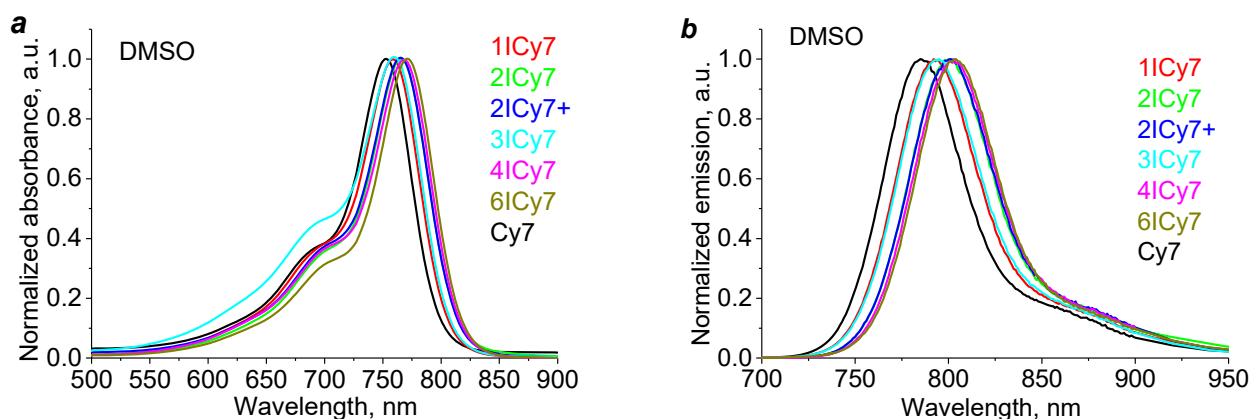 a
DMSO
Normalized absorbance, a.u.
1.0
0.8
0.6
0.4
0.2
0.0
500 550 600 650 700 750 800 850 900
Wavelength, nm
1ICy7
2ICy7
2ICy7+
3ICy7
4ICy7
6ICy7
Cy7
b
DMSO
Normalized emission, a.u.
1.0
0.8
0.6
0.4
0.2
0.0
700 750 800 850 900 950
Wavelength, nm
1ICy7
2ICy7
2ICy7+
3ICy7
4ICy7
6ICy7
Cy7